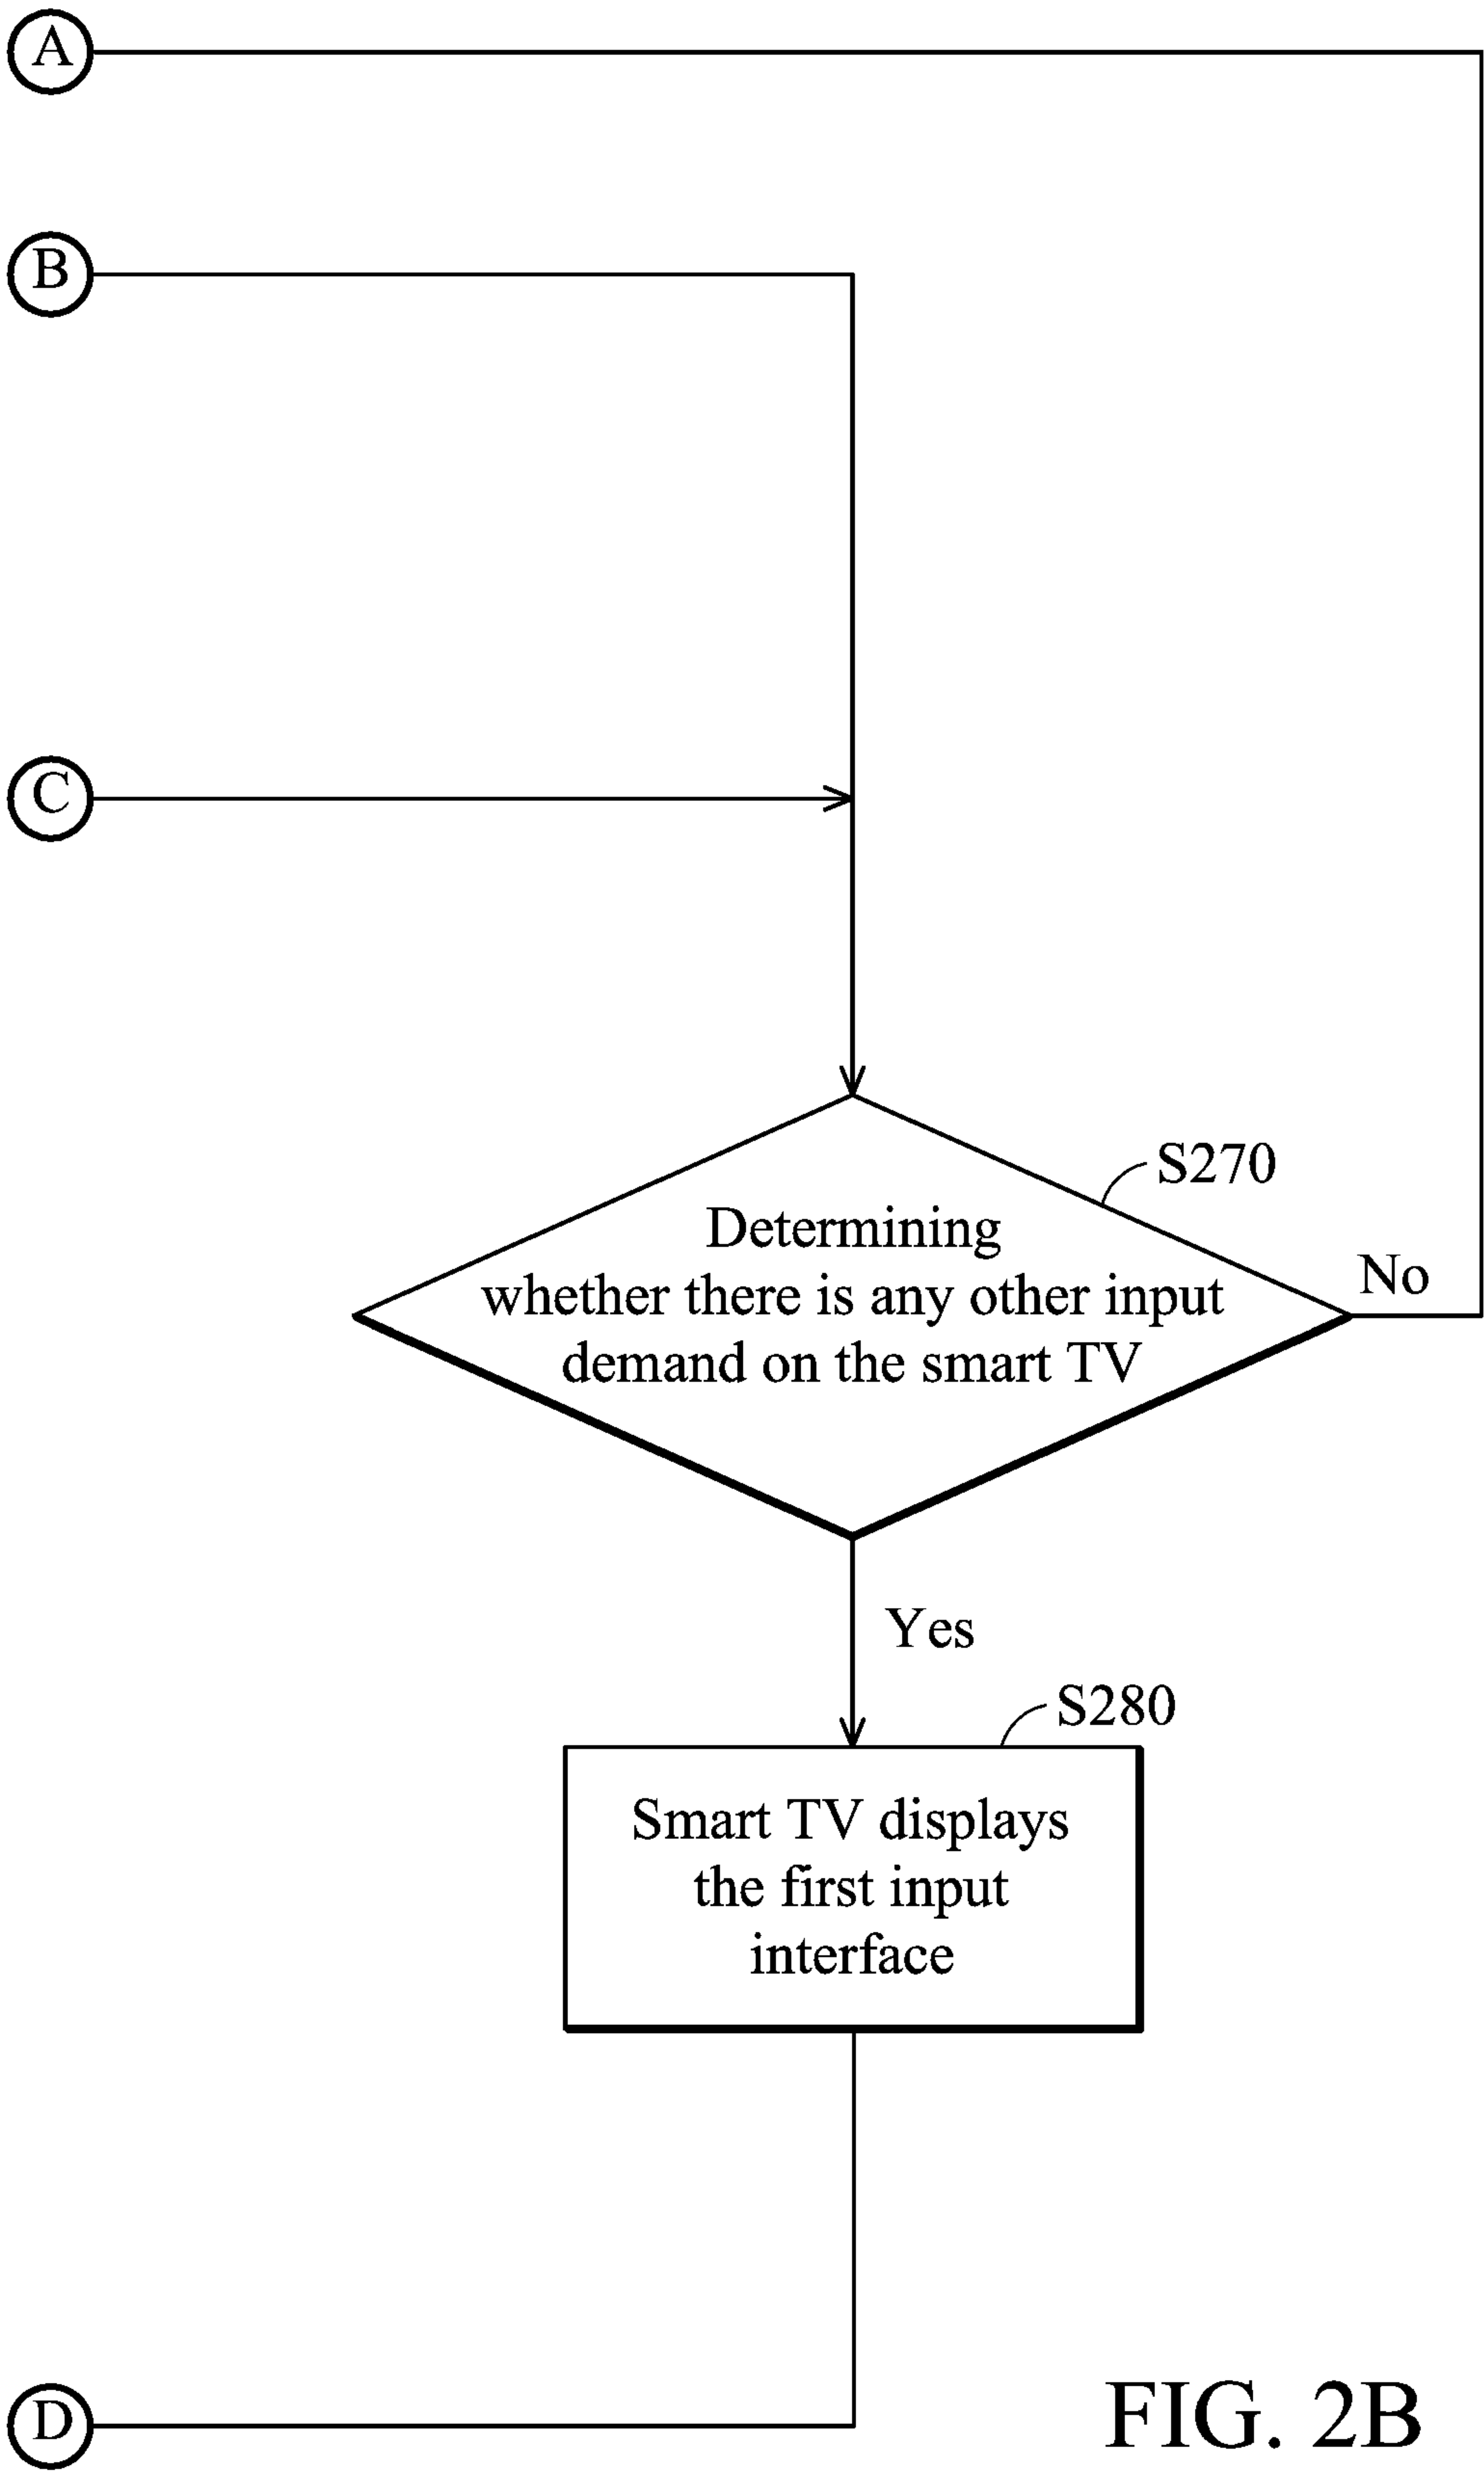 A
B
C
S270
Determining
whether there is any other input
demand on the smart TV
No
Yes
S280
Smart TV displays
the first input
interface
D
FIG. 2B